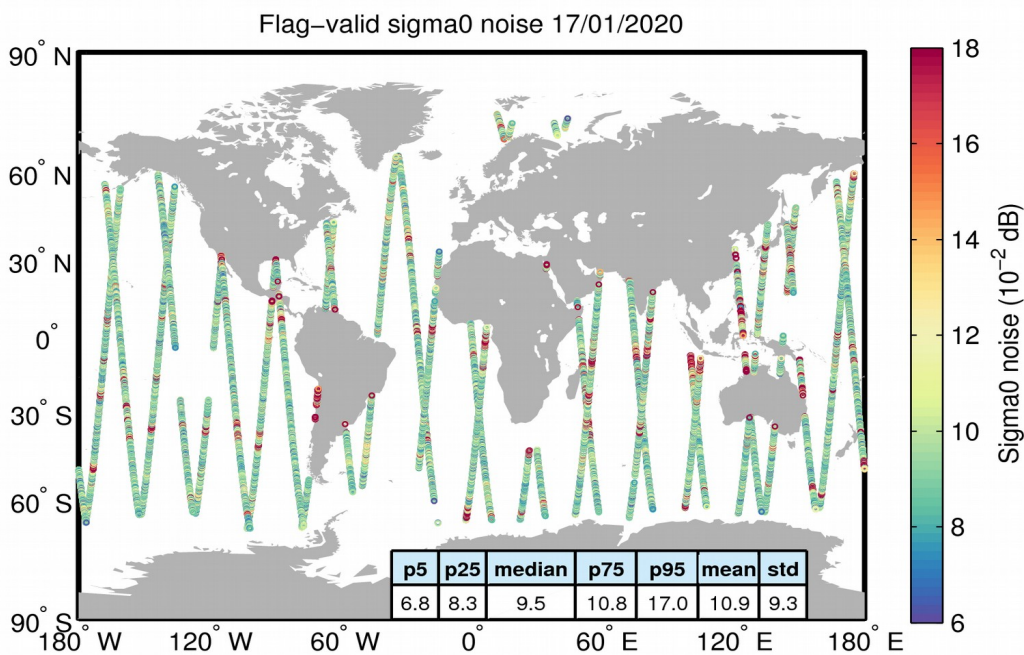 Flag−valid sigma0 noise 17/01/2020
90° N
60° N
30° N
0°
30° S
60° S
90° S
180° W 120° W 60° W 0° 60° E 120° E 180° E
p5 p25 median p75 p95 mean std
6.8 8.3 9.5 10.8 17.0 10.9 9.3
18
16
14
12
10
8
6
Sigma0 noise (10⁻² dB)